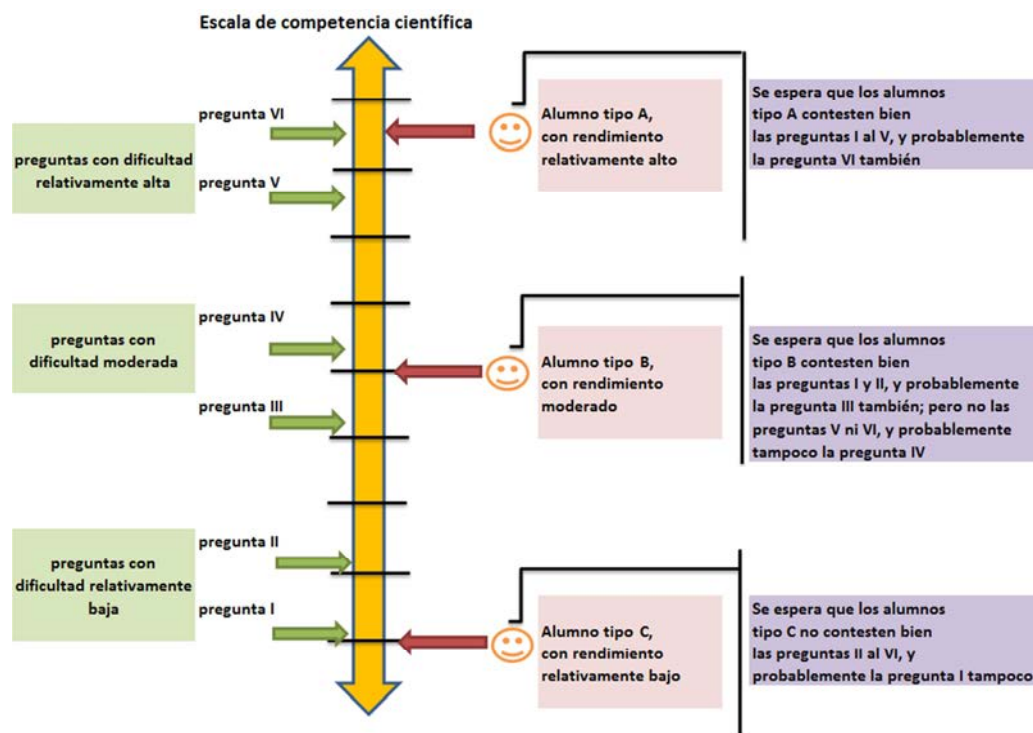 Escala de competencia científica
preguntas con dificultad
relativamente alta
pregunta VI
pregunta V
Alumno tipo A,
con rendimiento
relativamente alto
Se espera que los alumnos
tipo A contesten bien
las preguntas I al V, y probablemente
la pregunta VI también
preguntas con
dificultad moderada
pregunta IV
pregunta III
Alumno tipo B,
con rendimiento
moderado
Se espera que los alumnos
tipo B contesten bien
las preguntas I y II, y probablemente
la pregunta III también; pero no las
preguntas V ni VI, y probablemente
tampoco la pregunta IV
preguntas con
dificultad relativamente
baja
pregunta II
pregunta I
Alumno tipo C,
con rendimiento
relativamente bajo
Se espera que los alumnos
tipo C no contesten bien
las preguntas II al VI, y
probablemente la pregunta I tampoco